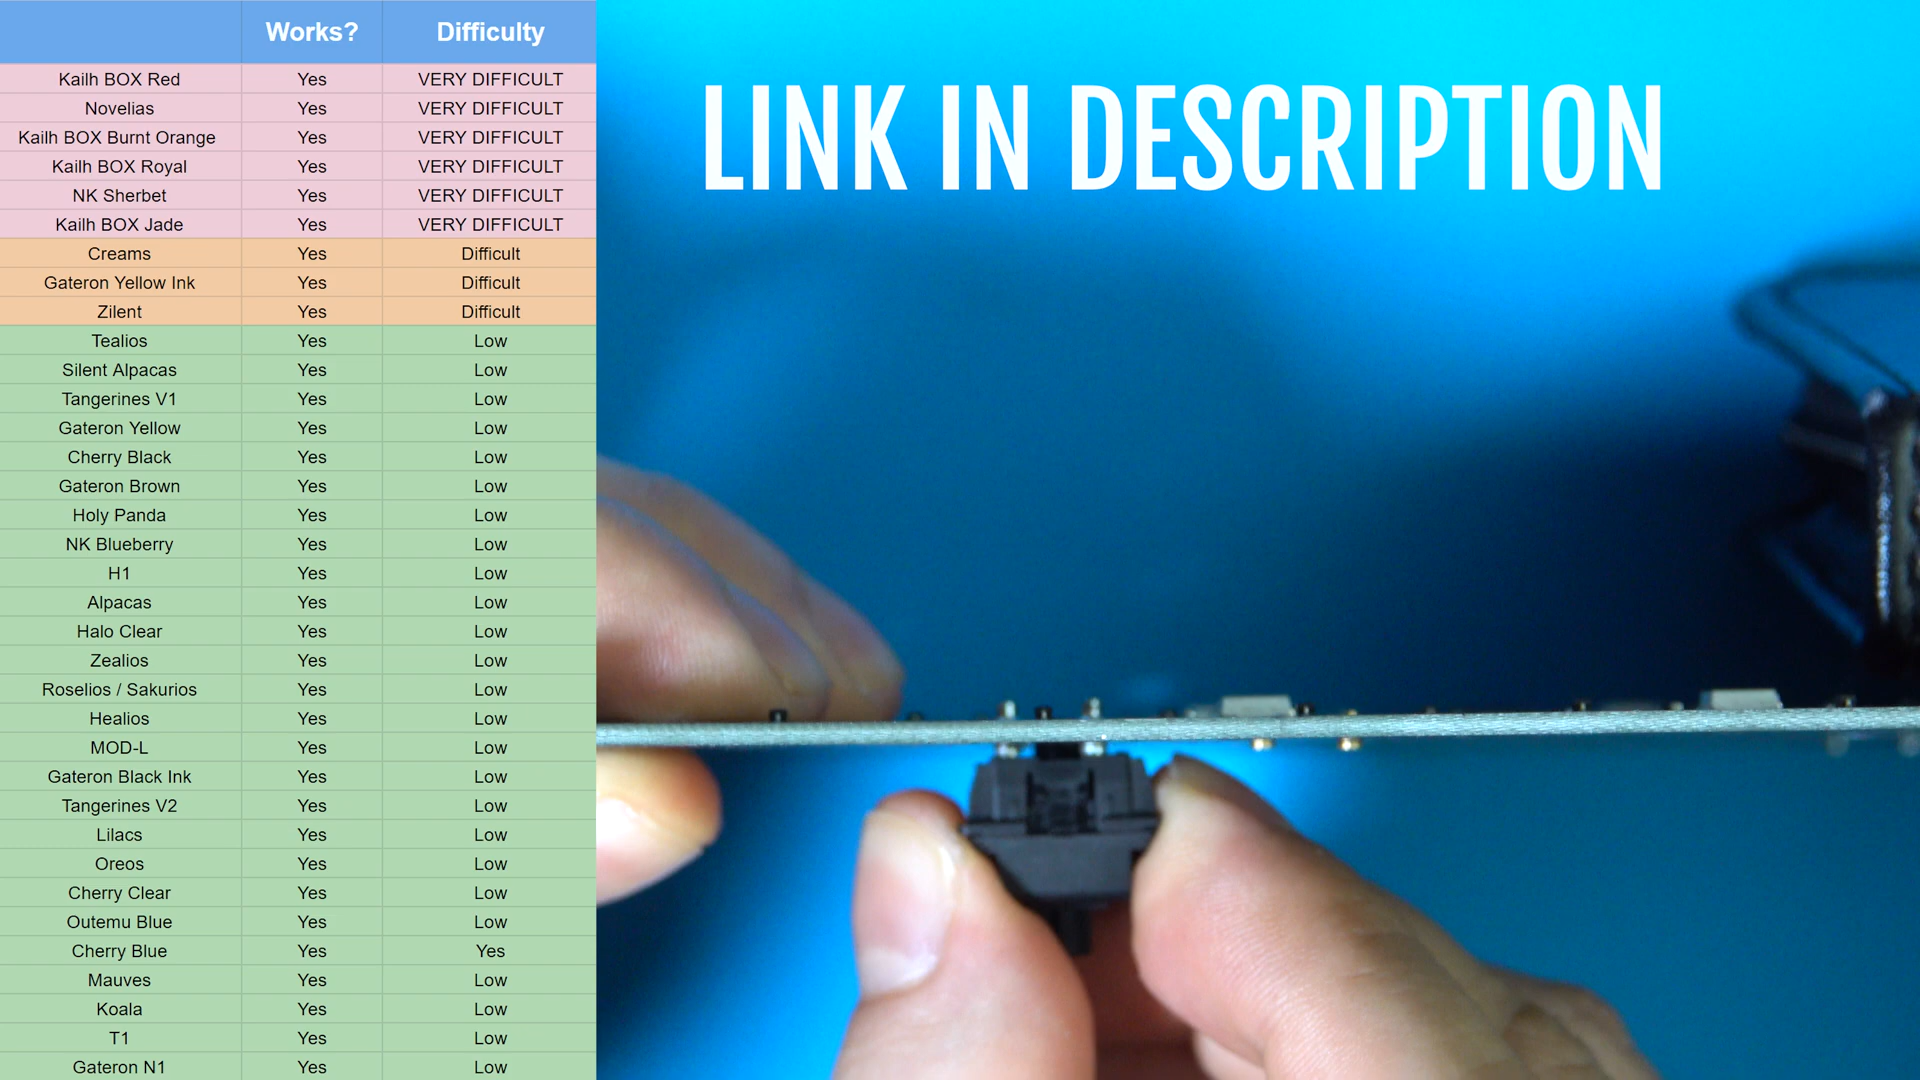 Works? Difficulty
Kailh BOX Red Yes VERY DIFFICULT
Novelias Yes VERY DIFFICULT
Kailh BOX Burnt Orange Yes VERY DIFFICULT
Kailh BOX Royal Yes VERY DIFFICULT
NK Sherbet Yes VERY DIFFICULT
Kailh BOX Jade Yes VERY DIFFICULT
Creams Yes Difficult
Gateron Yellow Ink Yes Difficult
Zilent Yes Difficult
Tealios Yes Low
Silent Alpacas Yes Low
Tangerines V1 Yes Low
Gateron Yellow Yes Low
Cherry Black Yes Low
Gateron Brown Yes Low
Holy Panda Yes Low
NK Blueberry Yes Low
H1 Yes Low
Alpacas Yes Low
Halo Clear Yes Low
Zealios Yes Low
Roselios / Sakurios Yes Low
Healios Yes Low
MOD-L Yes Low
Gateron Black Ink Yes Low
Tangerines V2 Yes Low
Lilacs Yes Low
Oreos Yes Low
Cherry Clear Yes Low
Outemu Blue Yes Low
Cherry Blue Yes Yes
Mauves Yes Low
Koala Yes Low
T1 Yes Low
Gateron N1 Yes Low
LINK IN DESCRIPTION